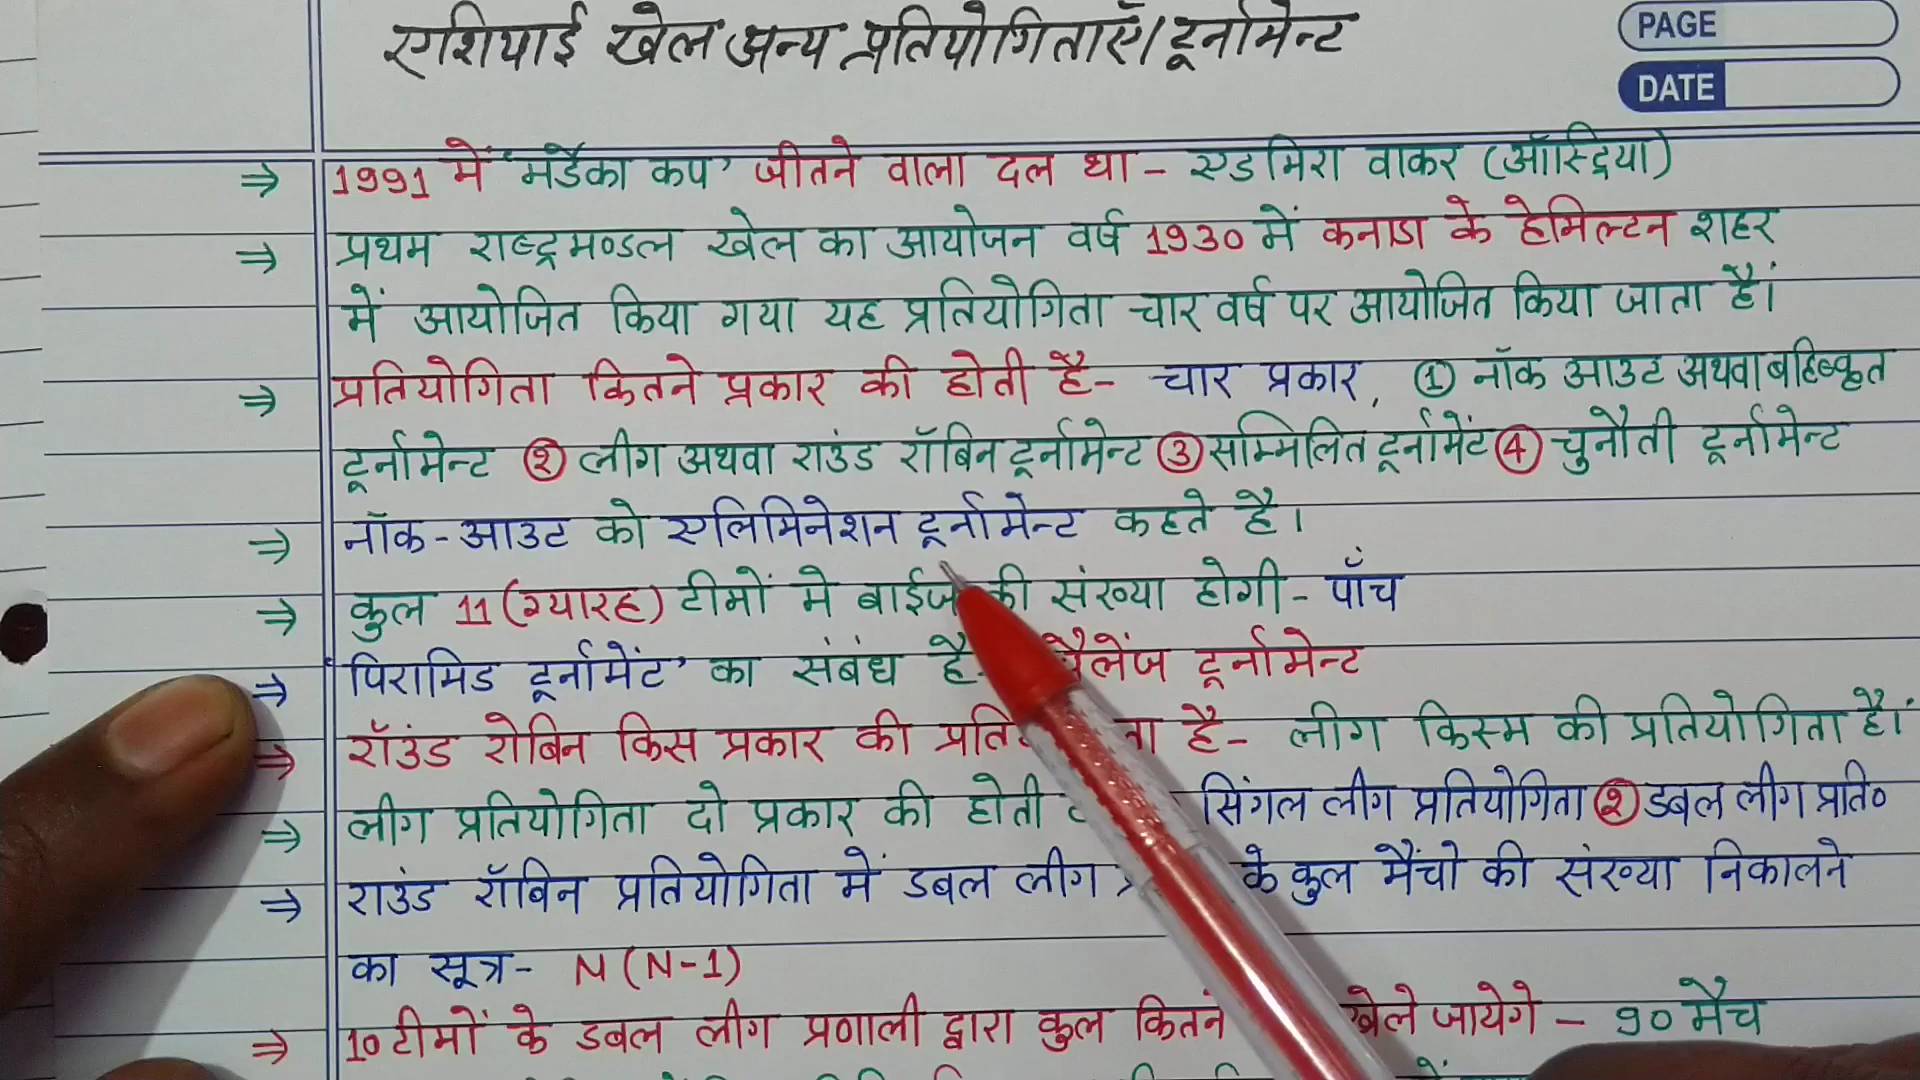 एशियाई खेल अन्य प्रतियोगिताएँ/टूर्नामेन्ट
PAGE
DATE
⇒ 1991 में 'मर्डेका कप' जीतने वाला दल था - एडमिरा वाकर (ऑस्ट्रिया)
⇒ प्रथम राष्ट्रमण्डल खेल का आयोजन वर्ष 1930 में कनाडा के हेमिल्टन शहर
में आयोजित किया गया यह प्रतियोगिता चार वर्ष पर आयोजित किया जाता है।
⇒ प्रतियोगिता कितने प्रकार की होती है- चार प्रकार, ① नॉक आउट अथवा बहिष्कृत
टूर्नामेन्ट ② लीग अथवा राउंड रॉबिन टूर्नामेन्ट ③ सम्मिलित टूर्नामेंट ④ चुनौती टूर्नामेन्ट
⇒ नॉक-आउट को एलिमिनेशन टूर्नामेन्ट कहते है।
⇒ कुल 11 (ग्यारह) टीमों मे बाईज की संख्या होगी - पाँच
⇒ 'पिरामिड टूर्नामेंट' का संबंध है- चैलेंज टूर्नामेन्ट
⇒ रॉउंड रोबिन किस प्रकार की है- लीग किस्म की प्रतियोगिता है।
⇒ लीग प्रतियोगिता दो प्रकार की होती सिंगल लीग प्रतियोगिता ② डबल लीग प्रति०
⇒ राउंड रॉबिन प्रतियोगिता में डबल लीग के कुल मैंचो की संख्या निकालने
का सूत्र- N (N-1)
⇒ 10 टीमों के डबल लीग प्रणाली द्वारा कुल कितने खेले जायेगे - 90 मैच